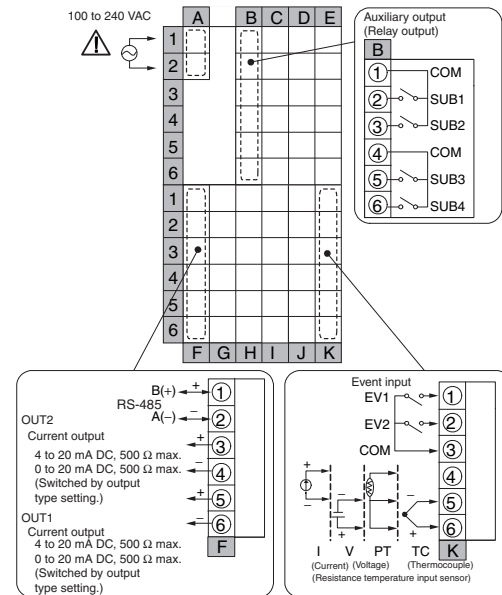 100 to 240 VAC
A B C D E
1
2
3
4
5
6
1
2
3
4
5
6
F G H I J K
Auxiliary output
(Relay output)
B
1 COM
2 SUB1
3 SUB2
4 COM
5 SUB3
6 SUB4
B(+) + 1
RS-485
A(−) − 2
OUT2
Current output
+ 3
4 to 20 mA DC, 500 Ω max.
0 to 20 mA DC, 500 Ω max.
− 4
(Switched by output
type setting.)
+ 5
OUT1
− 6
Current output
4 to 20 mA DC, 500 Ω max.
0 to 20 mA DC, 500 Ω max.
(Switched by output
type setting.)
F
Event input
EV1 1
EV2 2
COM 3
4
5
6
+ − − + − +
I V PT TC
K
(Current) (Voltage) (Thermocouple)
(Resistance temperature input sensor)